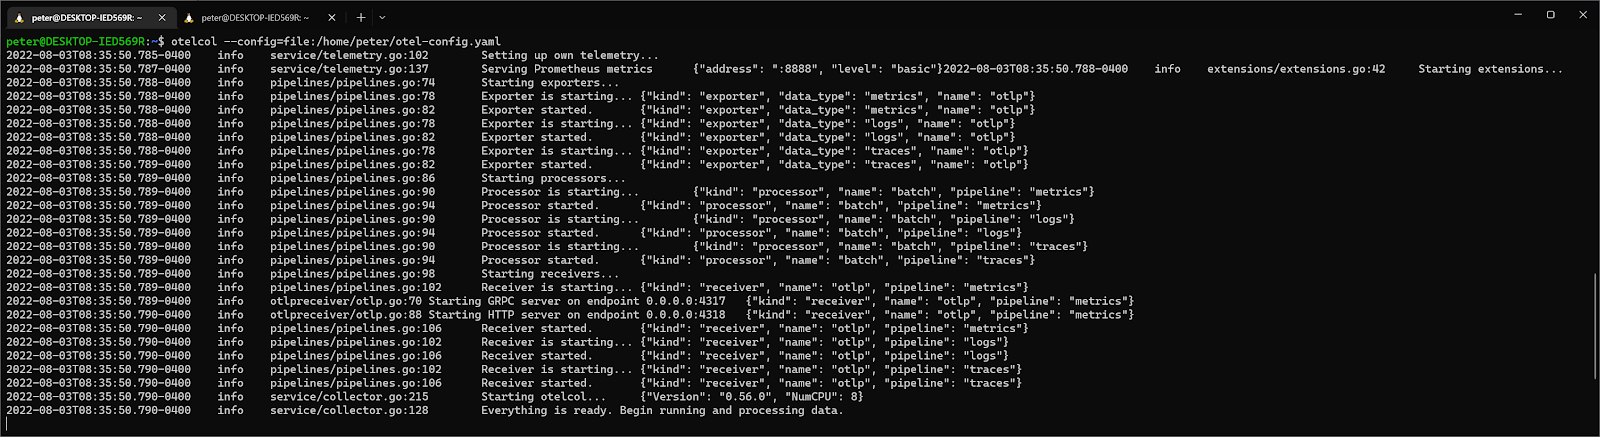 peter@DESKTOP-IED569R: ~
peter@DESKTOP-IED569R: ~
peter@DESKTOP-IED569R:~$ otelcol --config=file:/home/peter/otel-config.yaml
2022-08-03T08:35:50.785-0400 info service/telemetry.go:102 Setting up own telemetry...
2022-08-03T08:35:50.787-0400 info service/telemetry.go:137 Serving Prometheus metrics {"address": ":8888", "level": "basic"}2022-08-03T08:35:50.788-0400 info extensions/extensions.go:42 Starting extensions...
2022-08-03T08:35:50.788-0400 info pipelines/pipelines.go:74 Starting exporters...
2022-08-03T08:35:50.788-0400 info pipelines/pipelines.go:78 Exporter is starting... {"kind": "exporter", "data_type": "metrics", "name": "otlp"}
2022-08-03T08:35:50.788-0400 info pipelines/pipelines.go:82 Exporter started. {"kind": "exporter", "data_type": "metrics", "name": "otlp"}
2022-08-03T08:35:50.788-0400 info pipelines/pipelines.go:78 Exporter is starting... {"kind": "exporter", "data_type": "logs", "name": "otlp"}
2022-08-03T08:35:50.788-0400 info pipelines/pipelines.go:82 Exporter started. {"kind": "exporter", "data_type": "logs", "name": "otlp"}
2022-08-03T08:35:50.788-0400 info pipelines/pipelines.go:78 Exporter is starting... {"kind": "exporter", "data_type": "traces", "name": "otlp"}
2022-08-03T08:35:50.789-0400 info pipelines/pipelines.go:82 Exporter started. {"kind": "exporter", "data_type": "traces", "name": "otlp"}
2022-08-03T08:35:50.789-0400 info pipelines/pipelines.go:86 Starting processors...
2022-08-03T08:35:50.789-0400 info pipelines/pipelines.go:90 Processor is starting... {"kind": "processor", "name": "batch", "pipeline": "metrics"}
2022-08-03T08:35:50.789-0400 info pipelines/pipelines.go:94 Processor started. {"kind": "processor", "name": "batch", "pipeline": "metrics"}
2022-08-03T08:35:50.789-0400 info pipelines/pipelines.go:90 Processor is starting... {"kind": "processor", "name": "batch", "pipeline": "logs"}
2022-08-03T08:35:50.789-0400 info pipelines/pipelines.go:94 Processor started. {"kind": "processor", "name": "batch", "pipeline": "logs"}
2022-08-03T08:35:50.789-0400 info pipelines/pipelines.go:90 Processor is starting... {"kind": "processor", "name": "batch", "pipeline": "traces"}
2022-08-03T08:35:50.789-0400 info pipelines/pipelines.go:94 Processor started. {"kind": "processor", "name": "batch", "pipeline": "traces"}
2022-08-03T08:35:50.789-0400 info pipelines/pipelines.go:98 Starting receivers...
2022-08-03T08:35:50.789-0400 info pipelines/pipelines.go:102 Receiver is starting... {"kind": "receiver", "name": "otlp", "pipeline": "metrics"}
2022-08-03T08:35:50.789-0400 info otlpreceiver/otlp.go:70 Starting GRPC server on endpoint 0.0.0.0:4317 {"kind": "receiver", "name": "otlp", "pipeline": "metrics"}
2022-08-03T08:35:50.790-0400 info otlpreceiver/otlp.go:88 Starting HTTP server on endpoint 0.0.0.0:4318 {"kind": "receiver", "name": "otlp", "pipeline": "metrics"}
2022-08-03T08:35:50.790-0400 info pipelines/pipelines.go:106 Receiver started. {"kind": "receiver", "name": "otlp", "pipeline": "metrics"}
2022-08-03T08:35:50.790-0400 info pipelines/pipelines.go:102 Receiver is starting... {"kind": "receiver", "name": "otlp", "pipeline": "logs"}
2022-08-03T08:35:50.790-0400 info pipelines/pipelines.go:106 Receiver started. {"kind": "receiver", "name": "otlp", "pipeline": "logs"}
2022-08-03T08:35:50.790-0400 info pipelines/pipelines.go:102 Receiver is starting... {"kind": "receiver", "name": "otlp", "pipeline": "traces"}
2022-08-03T08:35:50.790-0400 info pipelines/pipelines.go:106 Receiver started. {"kind": "receiver", "name": "otlp", "pipeline": "traces"}
2022-08-03T08:35:50.790-0400 info service/collector.go:215 Starting otelcol... {"Version": "0.56.0", "NumCPU": 8}
2022-08-03T08:35:50.790-0400 info service/collector.go:128 Everything is ready. Begin running and processing data.